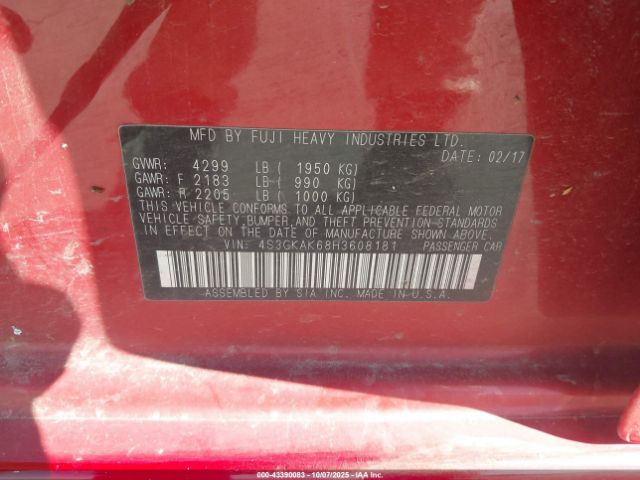 MFD BY FUJI HEAVY INDUSTRIES LTD.
DATE: 02/17
GVWR: 4299 LB ( 1950 KG)
GAWR: F 2183 LB ( 990 KG)
GAWR: R 2205 LB ( 1000 KG)
THIS VEHICLE CONFORMS TO ALL APPLICABLE FEDERAL MOTOR
VEHICLE SAFETY, BUMPER AND THEFT PREVENTION STANDARDS
IN EFFECT ON THE DATE OF MANUFACTURE SHOWN ABOVE.
VIN: 4S3GKAK68H3608181 PASSENGER CAR
ASSEMBLED BY SIA INC. MADE IN U.S.A.
000-43390083 - 10/07/2025 - IAAI.COM